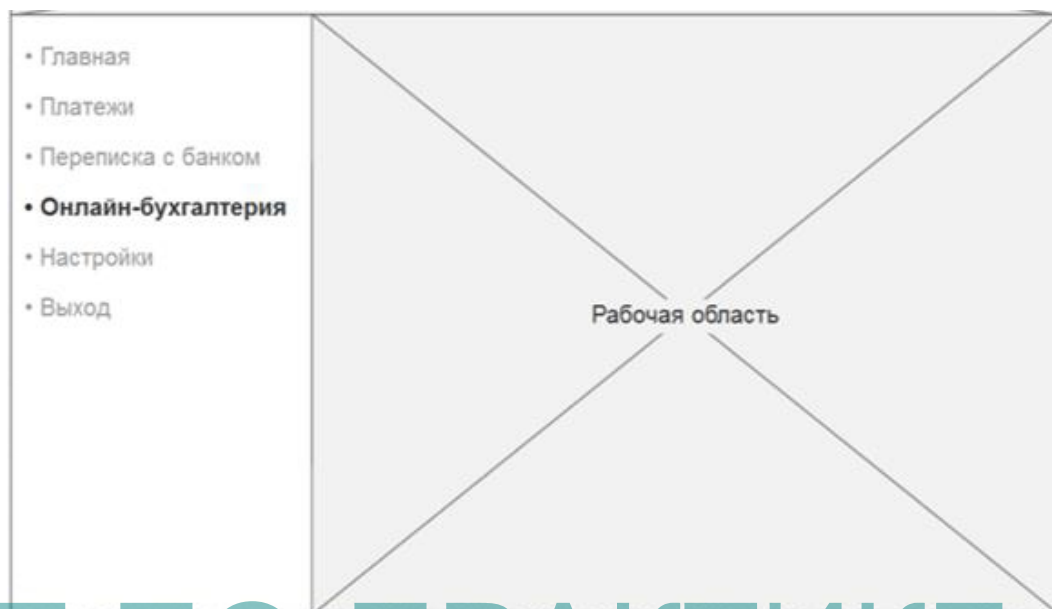 • Главная
• Платежи
• Переписка с банком
• Онлайн-бухгалтерия
• Настройки
• Выход
Рабочая область